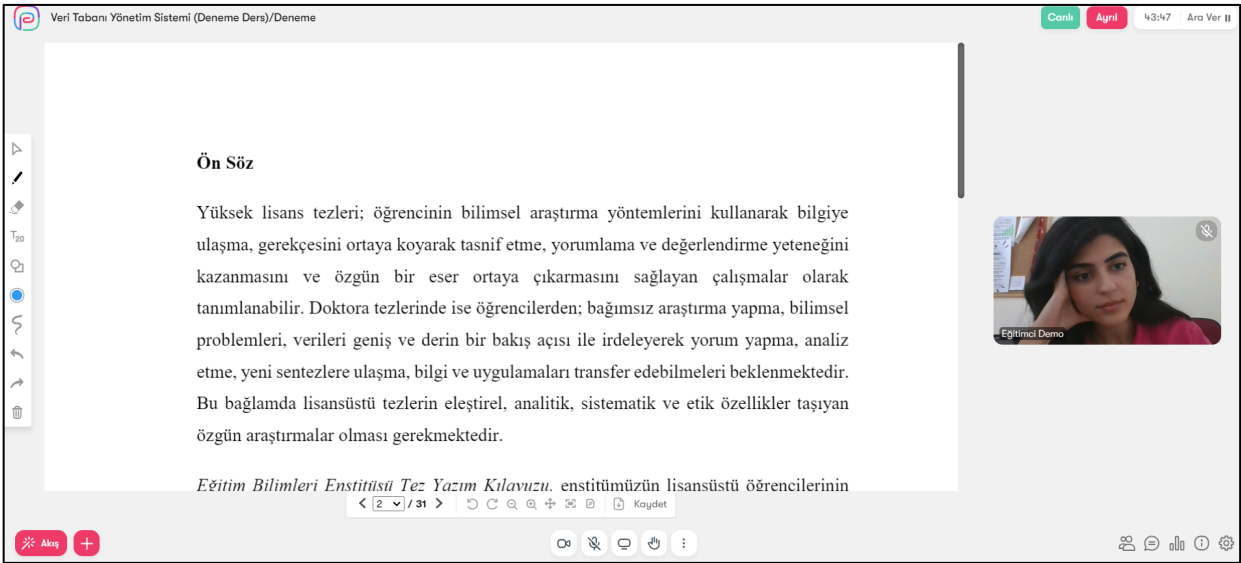 Veri Tabanı Yönetim Sistemi (Deneme Ders)/Deneme
Canlı
Ayrıl
43:47
Ara Ver
Ön Söz
Yüksek lisans tezleri; öğrencinin bilimsel araştırma yöntemlerini kullanarak bilgiye
ulaşma, gerekçesini ortaya koyarak tasnif etme, yorumlama ve değerlendirme yeteneğini
kazanmasını ve özgün bir eser ortaya çıkarmasını sağlayan çalışmalar olarak
tanımlanabilir. Doktora tezlerinde ise öğrencilerden; bağımsız araştırma yapma, bilimsel
problemleri, verileri geniş ve derin bir bakış açısı ile irdeleyerek yorum yapma, analiz
etme, yeni sentezlere ulaşma, bilgi ve uygulamaları transfer edebilmeleri beklenmektedir.
Bu bağlamda lisansüstü tezlerin eleştirel, analitik, sistematik ve etik özellikler taşıyan
özgün araştırmalar olması gerekmektedir.
Eğitim Bilimleri Enstitüsü Tez Yazım Kılavuzu, enstitümüzün lisansüstü öğrencilerinin
T20
Eğitimci Demo
2 / 31
Kaydet
Akış